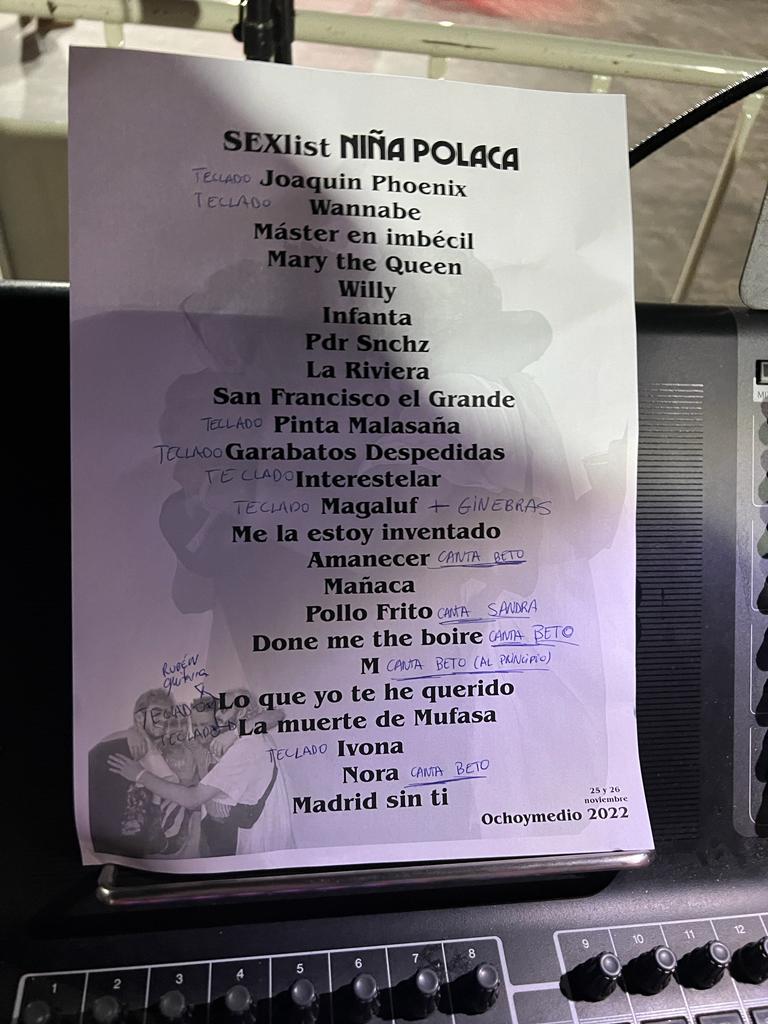 SEXlist NIÑA POLACA
TECLADO Joaquin Phoenix
TECLADO Wannabe
Máster en imbécil
Mary the Queen
Willy
Infanta
Pdr Snchz
La Riviera
San Francisco el Grande
TECLADO Pinta Malasaña
TECLADO Garabatos Despedidas
TECLADO Interestelar
TECLADO Magaluf + GINEBRAS
Me la estoy inventado
Amanecer CANTA BETO
Mañaca
Pollo Frito CANTA SANDRA
Done me the boire CANTA BETO
M CANTA BETO (AL PRINCIPIO)
RUBÉN
TECLADO Lo que yo te he querido
TECLADO La muerte de Mufasa
TECLADO Ivona
Nora CANTA BETO
Madrid sin ti
25 y 26
noviembre
Ochoymedio 2022
1 2 3 4 5 6 7 8 9 10 11 12